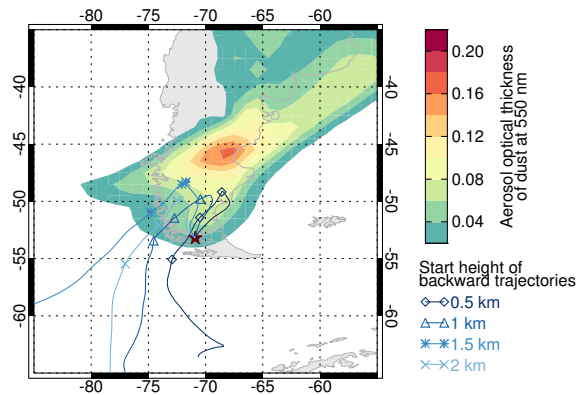 -80 -75 -70 -65 -60
-40 -40
-45 -45
-50 -50
-55 -55
-60 -60
-80 -75 -70 -65 -60
0.20
0.16
0.12
0.08
0.04
Aerosol optical thickness
of dust at 550 nm
Start height of
backward trajectories
0.5 km
1 km
1.5 km
2 km